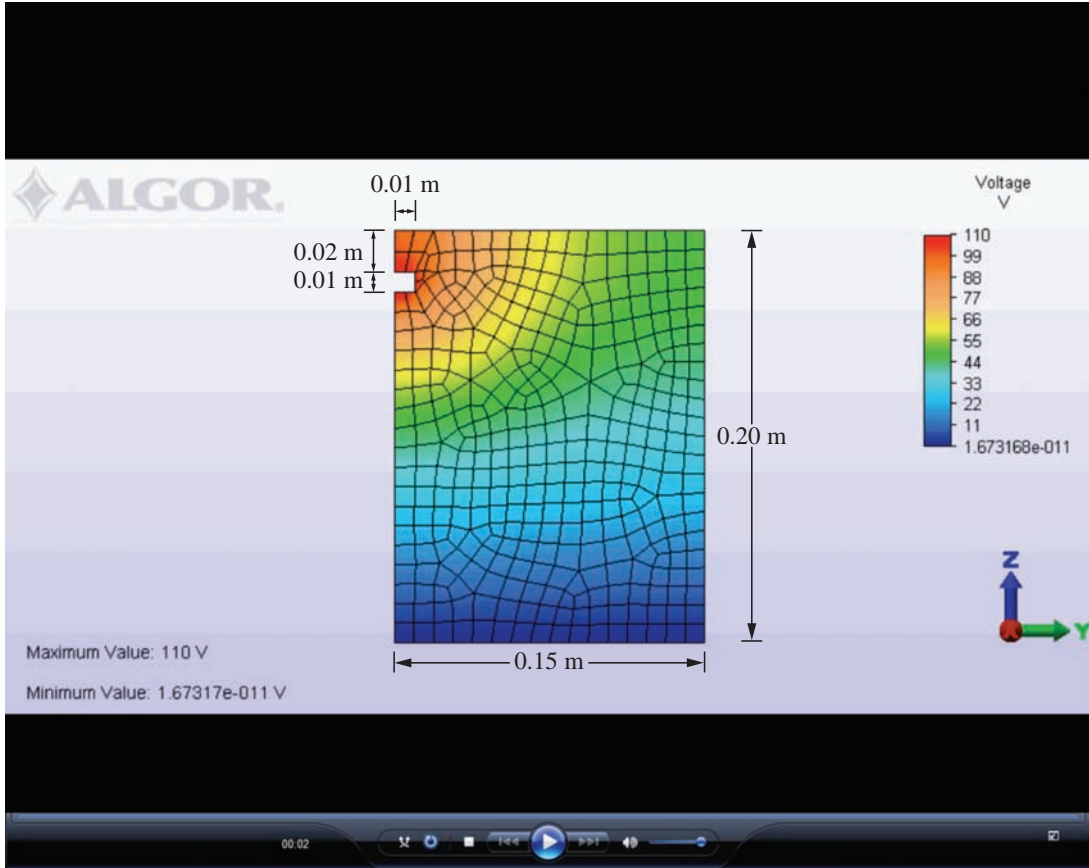 ALGOR.
0.01 m
0.02 m
0.01 m
0.20 m
0.15 m
Voltage
V
110
99
88
77
66
55
44
33
22
11
1.673168e-011
Z
Y
X
Maximum Value: 110 V
Minimum Value: 1.67317e-011 V
00:02